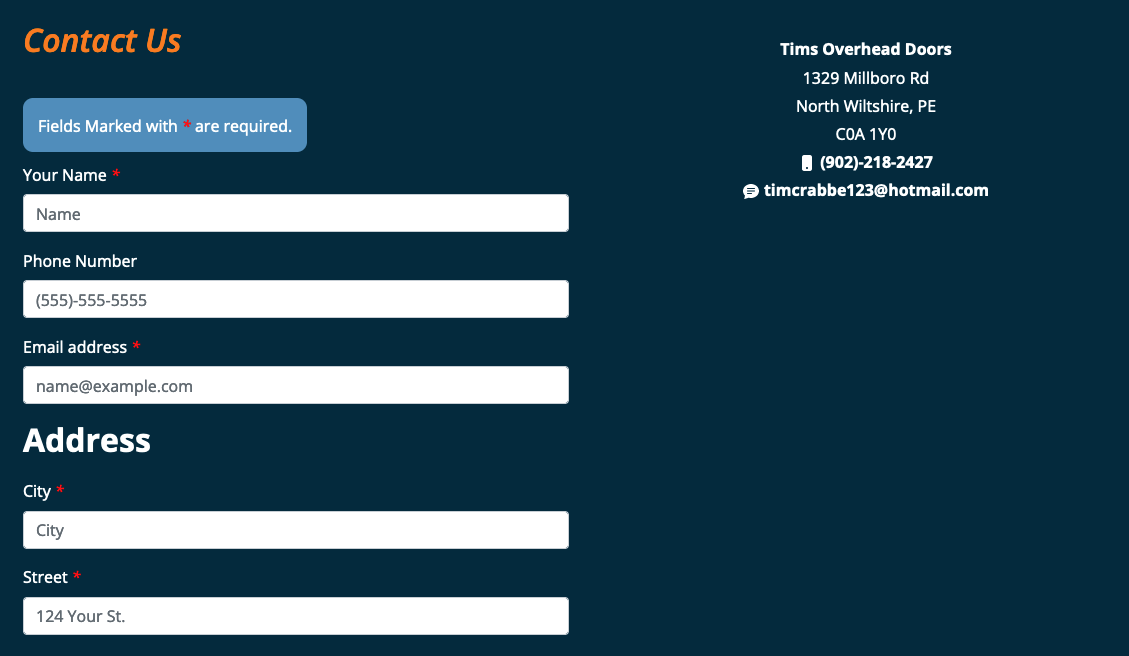 Contact Us
Fields Marked with * are required.
Your Name *
Name
Phone Number
(555)-555-5555
Email address *
name@example.com
Address
City *
City
Street *
124 Your St.
Tims Overhead Doors
1329 Millboro Rd
North Wiltshire, PE
C0A 1Y0
(902)-218-2427
timcrabbe123@hotmail.com